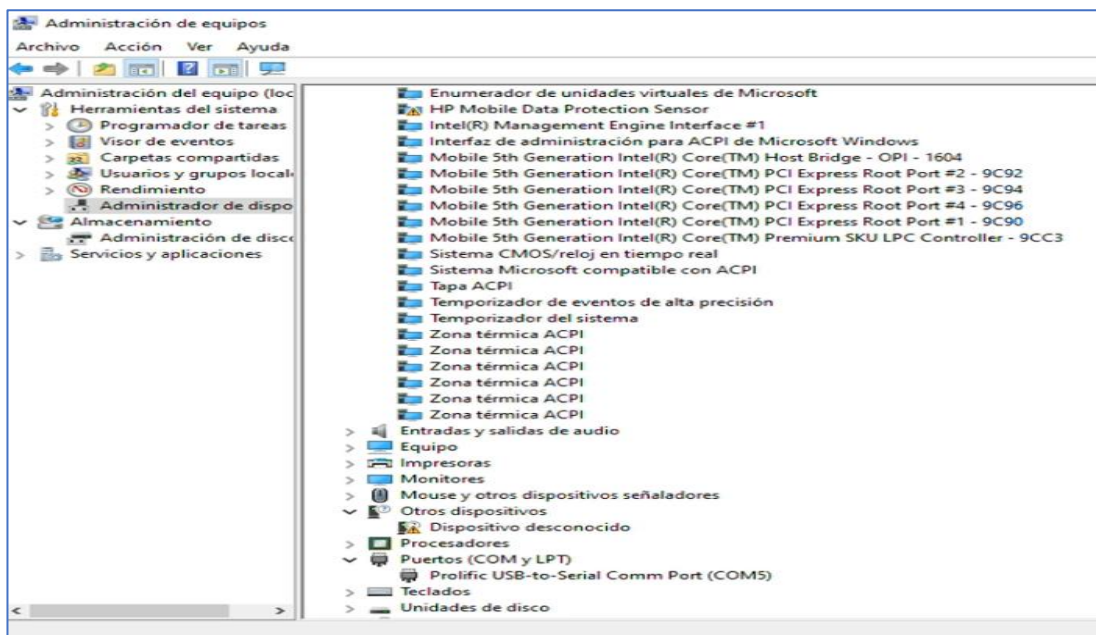 Administración de equipos
Archivo Acción Ver Ayuda
Administración del equipo (loc
Herramientas del sistema
Programador de tareas
Visor de eventos
Carpetas compartidas
Usuarios y grupos local
Rendimiento
Administrador de dispo
Almacenamiento
Administración de disc
Servicios y aplicaciones
Enumerador de unidades virtuales de Microsoft
HP Mobile Data Protection Sensor
Intel(R) Management Engine Interface #1
Interfaz de administración para ACPI de Microsoft Windows
Mobile 5th Generation Intel(R) Core(TM) Host Bridge - OPI - 1604
Mobile 5th Generation Intel(R) Core(TM) PCI Express Root Port #2 - 9C92
Mobile 5th Generation Intel(R) Core(TM) PCI Express Root Port #3 - 9C94
Mobile 5th Generation Intel(R) Core(TM) PCI Express Root Port #4 - 9C96
Mobile 5th Generation Intel(R) Core(TM) PCI Express Root Port #1 - 9C90
Mobile 5th Generation Intel(R) Core(TM) Premium SKU LPC Controller - 9CC3
Sistema CMOS/reloj en tiempo real
Sistema Microsoft compatible con ACPI
Tapa ACPI
Temporizador de eventos de alta precisión
Temporizador del sistema
Zona térmica ACPI
Zona térmica ACPI
Zona térmica ACPI
Zona térmica ACPI
Zona térmica ACPI
Zona térmica ACPI
Entradas y salidas de audio
Equipo
Impresoras
Monitores
Mouse y otros dispositivos señaladores
Otros dispositivos
Dispositivo desconocido
Procesadores
Puertos (COM y LPT)
Prolific USB-to-Serial Comm Port (COM5)
Teclados
Unidades de disco